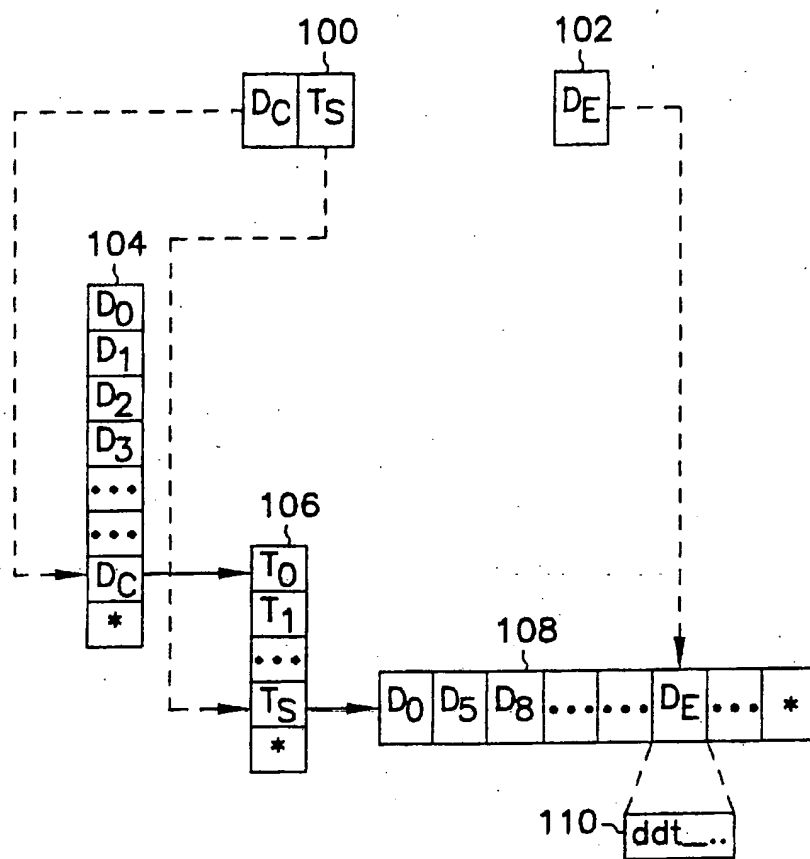 100
102
D_C T_S
D_E
104
D_0
D_1
D_2
D_3
•••
•••
D_C
*
106
T_0
T_1
•••
T_S
*
108
D_0 D_5 D_8 ••• ••• D_E ••• *
110
ddt_..